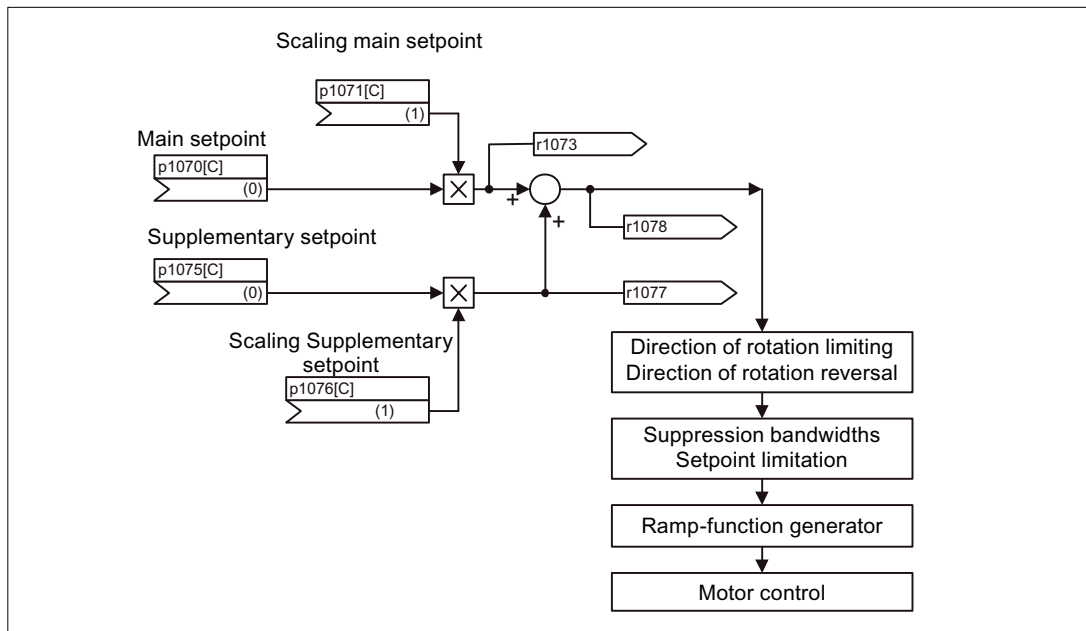 Scaling main setpoint
p1071[C]
(1)
Main setpoint
p1070[C]
(0)
r1073
+
+
r1078
Supplementary setpoint
p1075[C]
(0)
r1077
Scaling Supplementary
setpoint
p1076[C]
(1)
Direction of rotation limiting
Direction of rotation reversal
Suppression bandwidths
Setpoint limitation
Ramp-function generator
Motor control